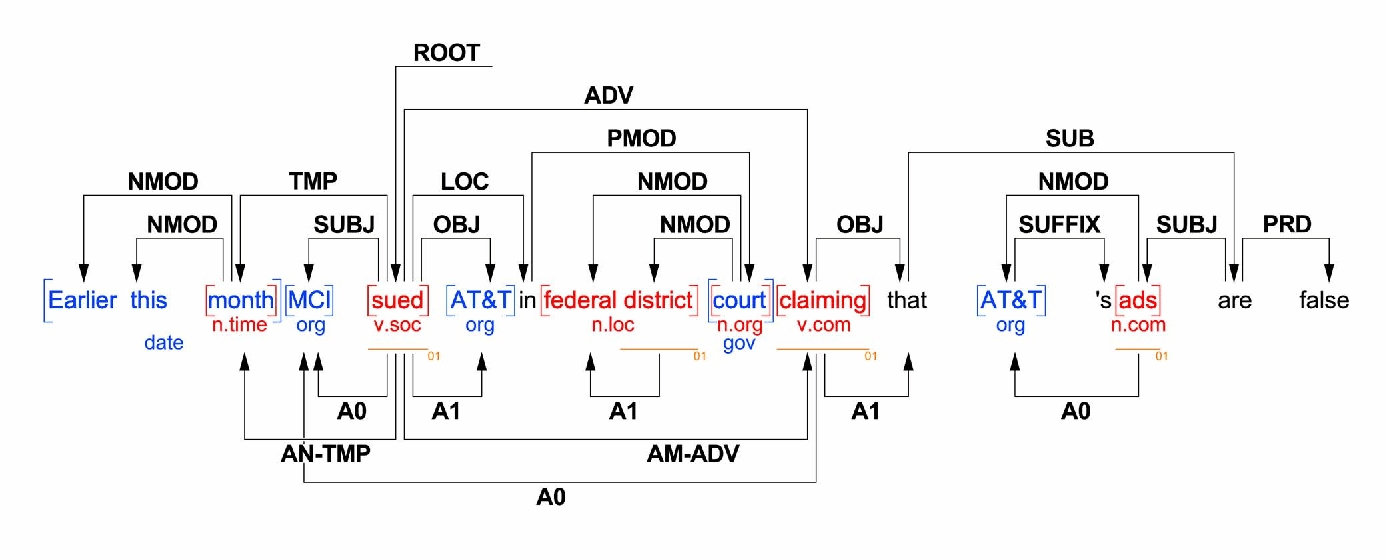 ROOT
ADV
PMOD SUB
NMOD TMP LOC NMOD NMOD
NMOD SUBJ OBJ NMOD OBJ SUFFIX SUBJ PRD
[Earlier this [month]] [MCI] [sued] [AT&T] in [federal district] [court] [claiming] that [AT&T] 's [ads] are false
n.time org v.soc org n.loc n.org v.com org n.com
date gov
01 01 01 01
A0 A1 A1 A1 A0
AN-TMP AM-ADV
A0